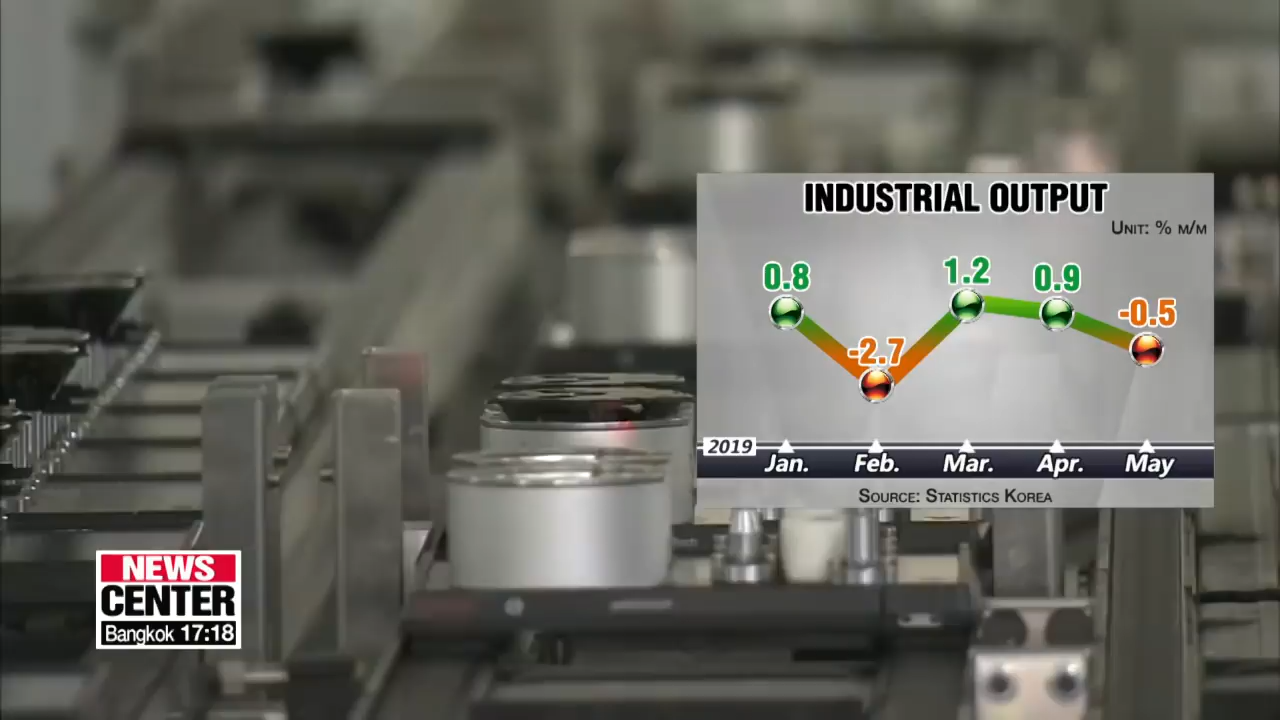 INDUSTRIAL OUTPUT
UNIT: % M/M
0.8
-2.7
1.2
0.9
-0.5
2019
Jan. Feb. Mar. Apr. May
SOURCE: STATISTICS KOREA
NEWS
CENTER
Bangkok 17:18